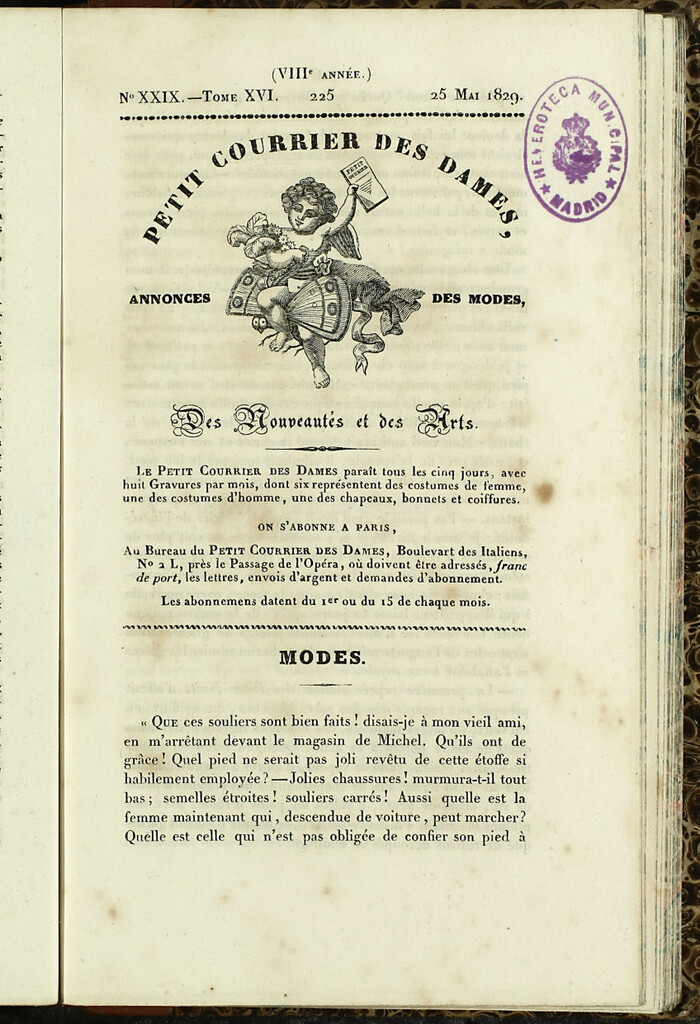 (VIIIe ANNÉE.)
No XXIX.—TOME XVI. 225 25 MAI 1829.
PETIT COURRIER DES DAMES,
PETIT COURRIER
ANNONCES DES MODES,
Des Nouveautés et des Arts.
LE PETIT COURRIER DES DAMES paraît tous les cinq jours, avec
huit Gravures par mois, dont six représentent des costumes de femme,
une des costumes d'homme, une des chapeaux, bonnets et coiffures.
ON S'ABONNE A PARIS,
Au Bureau du PETIT COURRIER DES DAMES, Boulevart des Italiens,
No 2 L, près le Passage de l'Opéra, où doivent être adressés, franc
de port, les lettres, envois d'argent et demandes d'abonnement.
Les abonnemens datent du 1er ou du 15 de chaque mois.
MODES.
« QUE ces souliers sont bien faits ! disais-je à mon vieil ami,
en m'arrêtant devant le magasin de Michel. Qu'ils ont de
grâce ! Quel pied ne serait pas joli revêtu de cette étoffe si
habilement employée ? — Jolies chaussures ! murmura-t-il tout
bas ; semelles étroites ! souliers carrés ! Aussi quelle est la
femme maintenant qui, descendue de voiture, peut marcher ?
Quelle est celle qui n'est pas obligée de confier son pied à
HEMEROTECA MUNICIPAL
MADRID